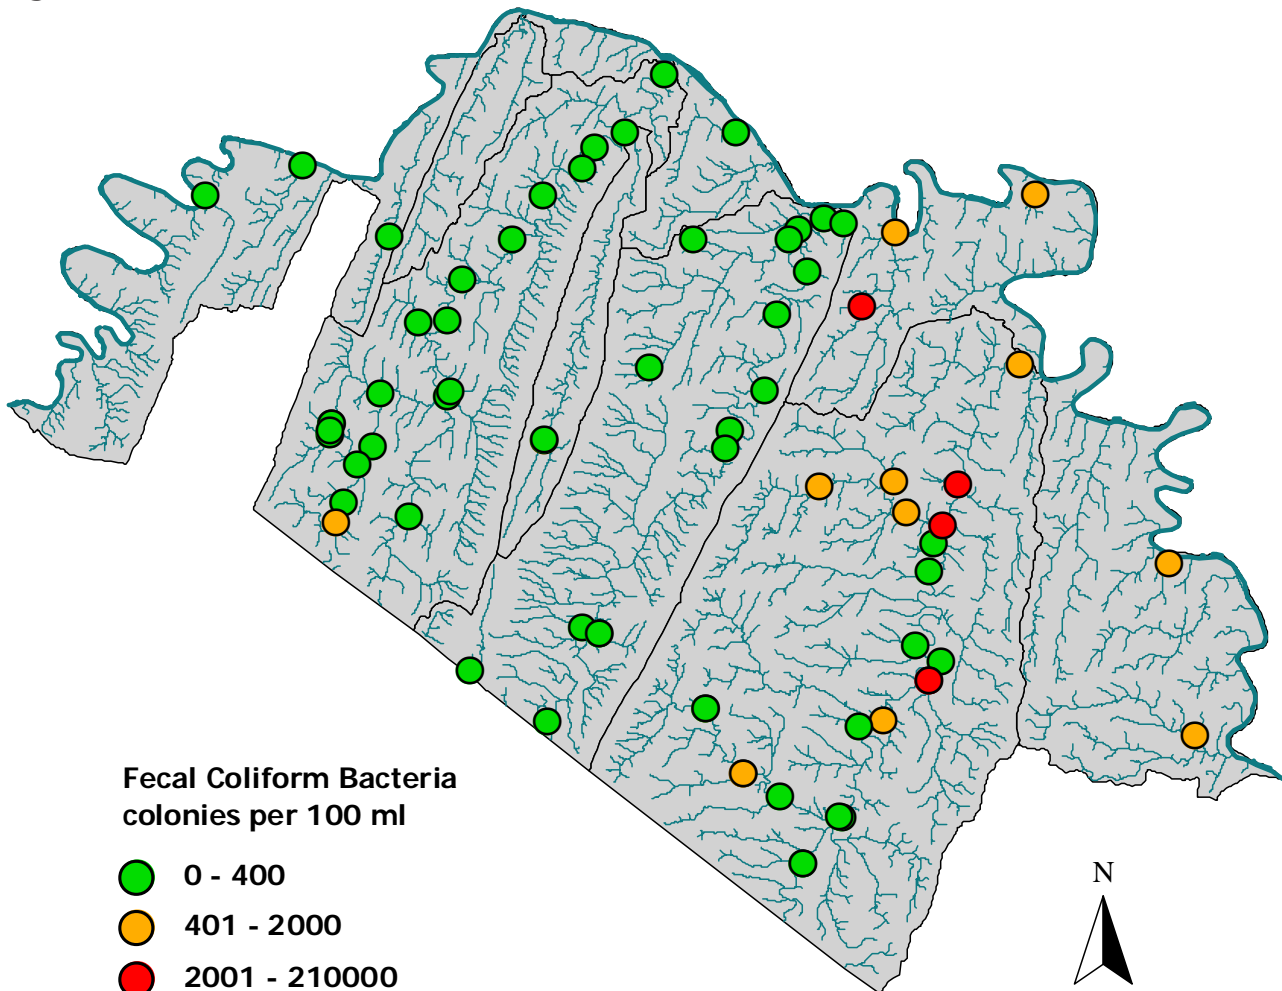 Fecal Coliform Bacteria
colonies per 100 ml
0 - 400
401 - 2000
2001 - 210000
N